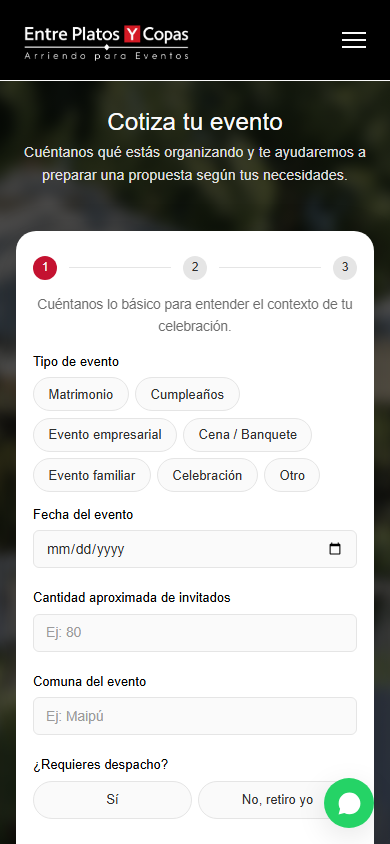 Entre Platos Y Copas
Arriendo para Eventos
Cotiza tu evento
Cuéntanos qué estás organizando y te ayudaremos a
preparar una propuesta según tus necesidades.
1 2 3
Cuéntanos lo básico para entender el contexto de tu
celebración.
Tipo de evento
Matrimonio Cumpleaños
Evento empresarial Cena / Banquete
Evento familiar Celebración Otro
Fecha del evento
mm/dd/yyyy
Cantidad aproximada de invitados
Ej: 80
Comuna del evento
Ej: Maipú
¿Requieres despacho?
Sí No, retiro yo